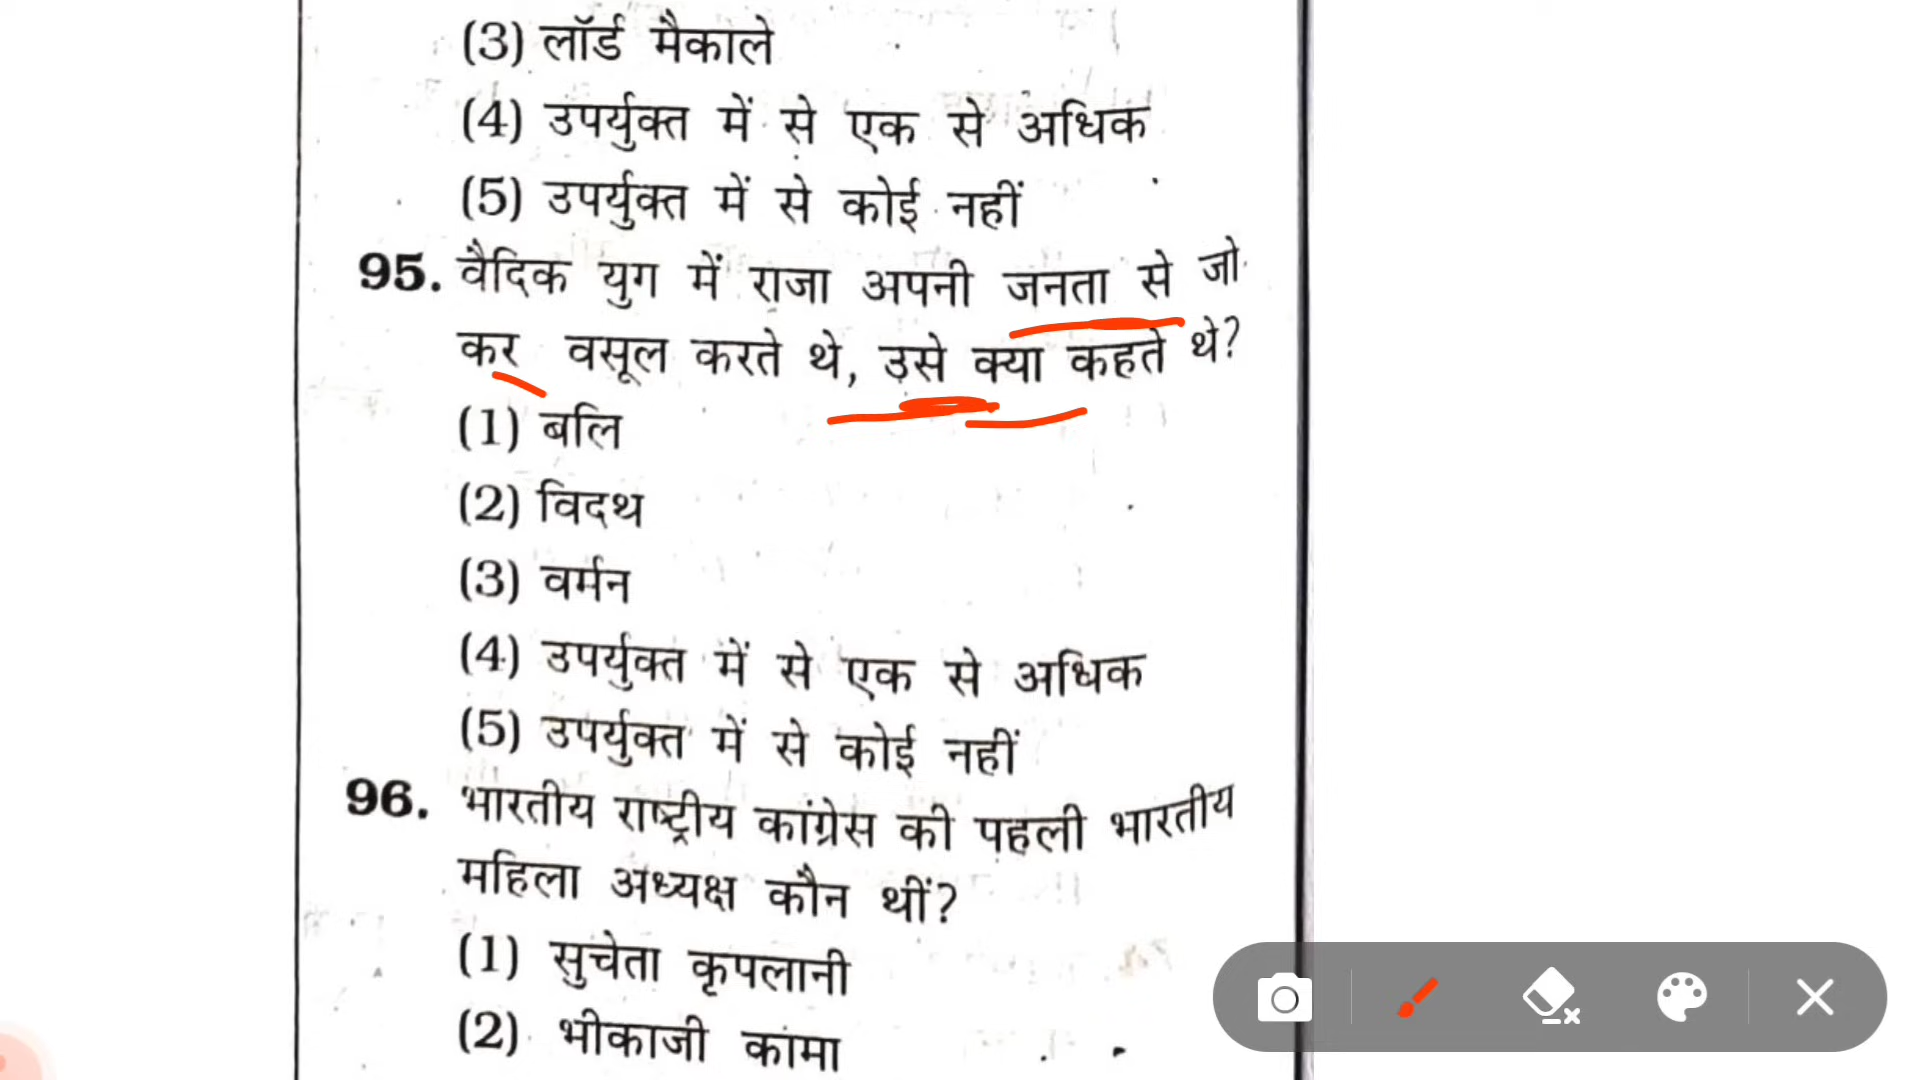 (3) लॉर्ड मैकाले
(4) उपर्युक्त में से एक से अधिक
(5) उपर्युक्त में से कोई नहीं
95. वैदिक युग में राजा अपनी जनता से जो
कर वसूल करते थे, उसे क्या कहते थे?
(1) बलि
(2) विदथ
(3) वर्मन
(4) उपर्युक्त में से एक से अधिक
(5) उपर्युक्त में से कोई नहीं
96. भारतीय राष्ट्रीय कांग्रेस की पहली भारतीय
महिला अध्यक्ष कौन थीं?
(1) सुचेता कृपलानी
(2) भीकाजी कामा